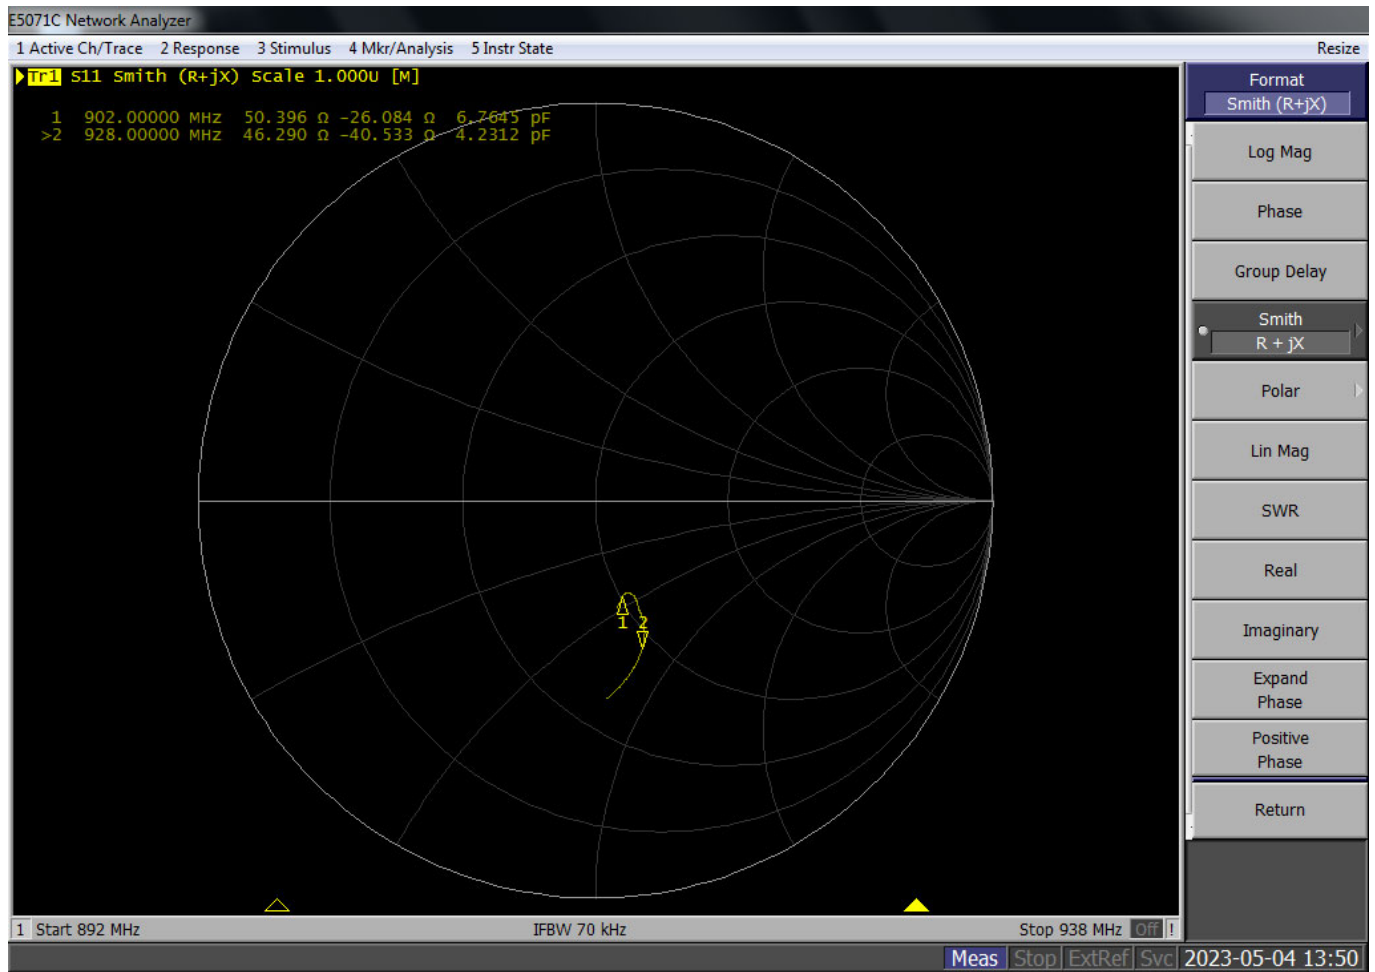 E5071C Network Analyzer
1 Active Ch/Trace 2 Response 3 Stimulus 4 Mkr/Analysis 5 Instr State Resize
Tr1 S11 Smith (R+jX) Scale 1.000U [M]
1 902.00000 MHz 50.396 Ω -26.084 Ω 6.7645 pF
>2 928.00000 MHz 46.290 Ω -40.533 Ω 4.2312 pF
1
2
Format
Smith (R+jX)
Log Mag
Phase
Group Delay
Smith
R + jX
Polar
Lin Mag
SWR
Real
Imaginary
Expand
Phase
Positive
Phase
Return
1 Start 892 MHz IFBW 70 kHz Stop 938 MHz Off !
Meas Stop ExtRef Svc 2023-05-04 13:50